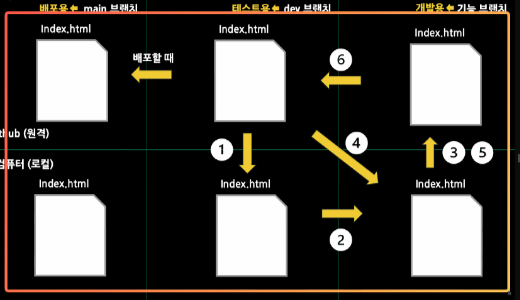 배포용 main 브랜치
테스트용 dev 브랜치
개발용 기능 브랜치
Index.html
Index.html
Index.html
배포할 때
6
thub (원격)
1
4
3
5
컴퓨터 (로컬)
Index.html
Index.html
Index.html
2